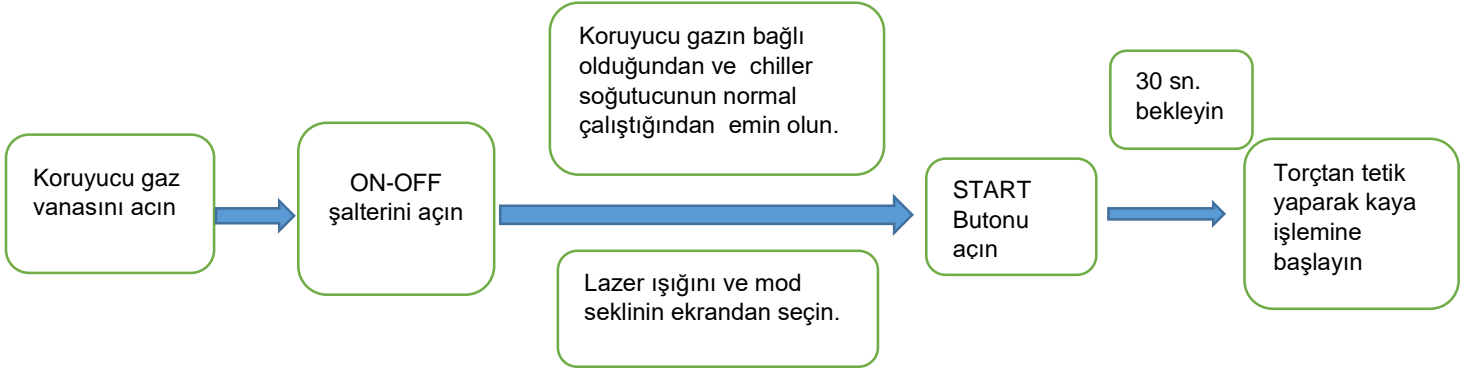 Koruyucu gaz
vanasını acın
ON-OFF
şalterini açın
Koruyucu gazın bağlı
olduğundan ve chiller
soğutucunun normal
çalıştığından emin olun.
Lazer ışığını ve mod
seklinin ekrandan seçin.
START
Butonu
açın
30 sn.
bekleyin
Torçtan tetik
yaparak kaya
işlemine
başlayın